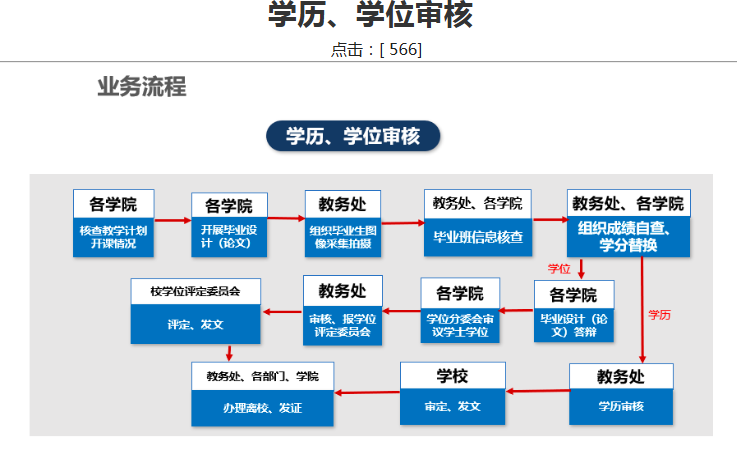 学历、学位审核
点击：[ 566]
业务流程
学历、学位审核
各学院
核查教学计划
开课情况
各学院
开展毕业设
计（论文）
教务处
组织毕业生图
像采集拍摄
教务处、各学院
毕业班信息核查
教务处、各学院
组织成绩自查、
学分替换
学位
学历
各学院
毕业设计（论
文）答辩
各学院
学位分委会审
议学士学位
教务处
审核、报学位
评定委员会
校学位评定委员会
评定、发文
教务处
学历审核
学校
审定、发文
教务处、各部门、学院
办理离校、发证